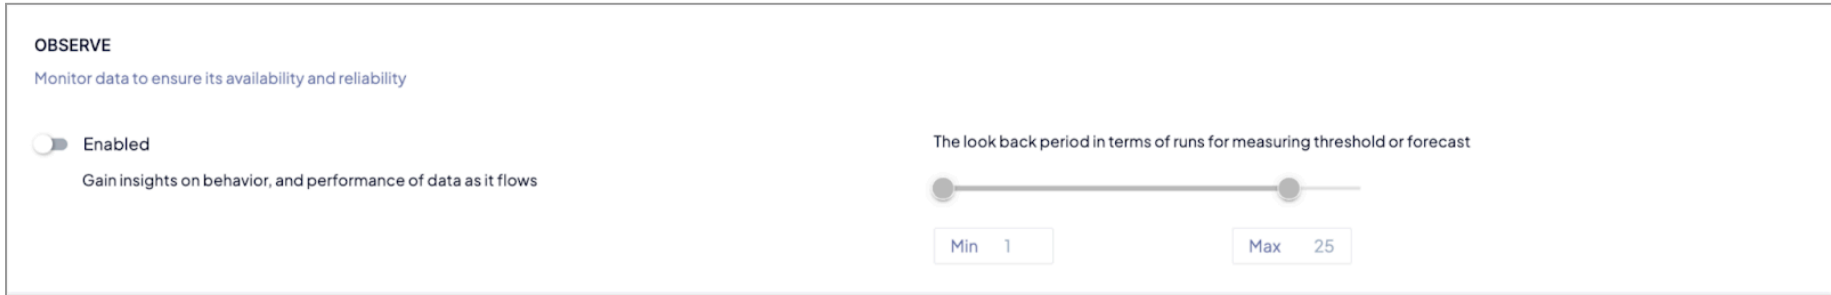 OBSERVE
Monitor data to ensure its availability and reliability
Enabled
Gain insights on behavior, and performance of data as it flows
The look back period in terms of runs for measuring threshold or forecast
Min 1
Max 25